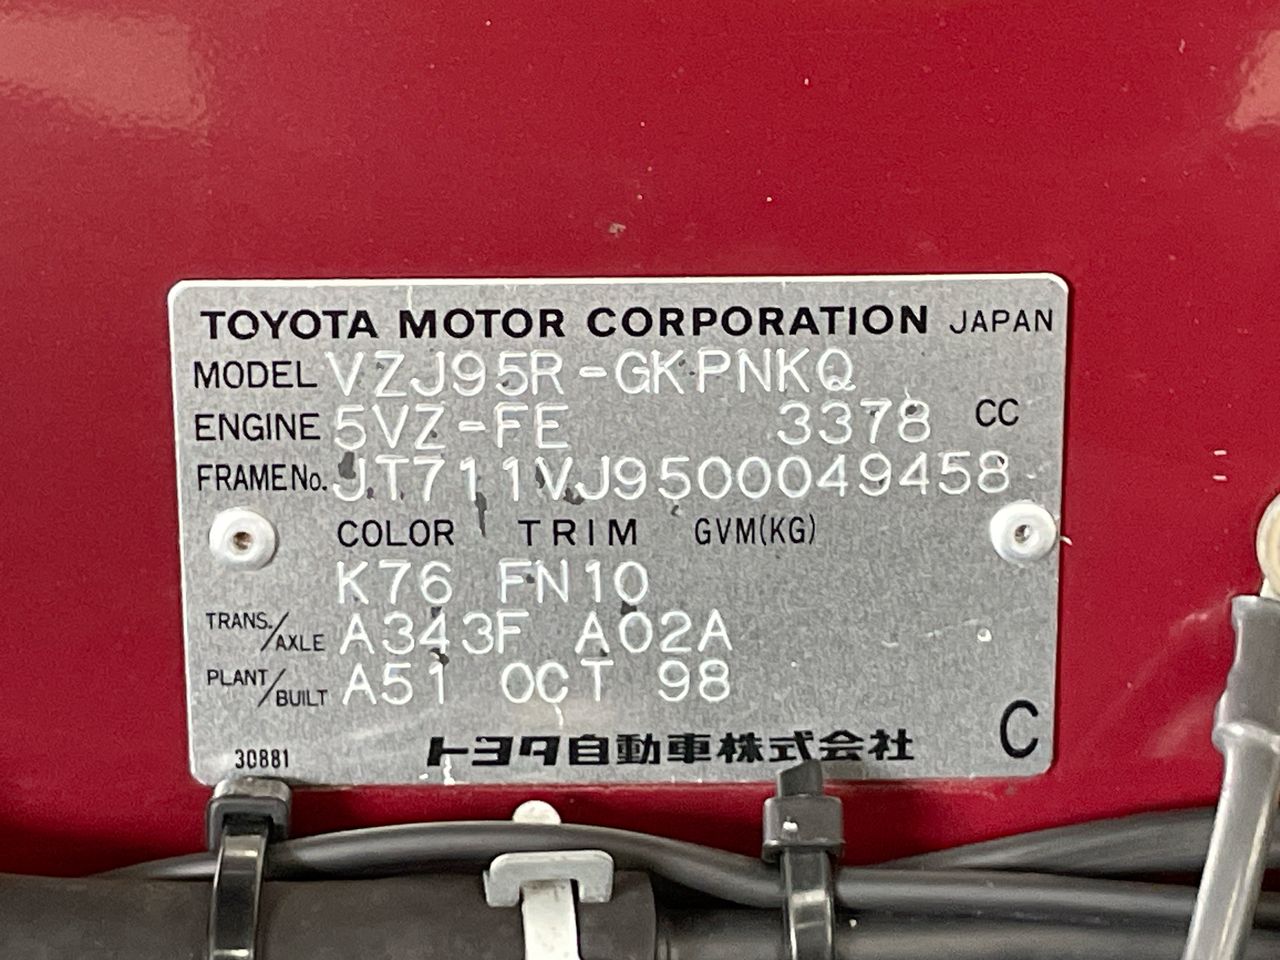 TOYOTA MOTOR CORPORATION JAPAN
MODEL VZJ95R-GKPNKQ
ENGINE 5VZ-FE 3378 CC
FRAME No. JT711VJ9500049458
COLOR TRIM GVM(KG)
K76 FN10
TRANS./AXLE A343F A02A
PLANT/BUILT A51 OCT 98
30881 トヨタ自動車株式会社 C